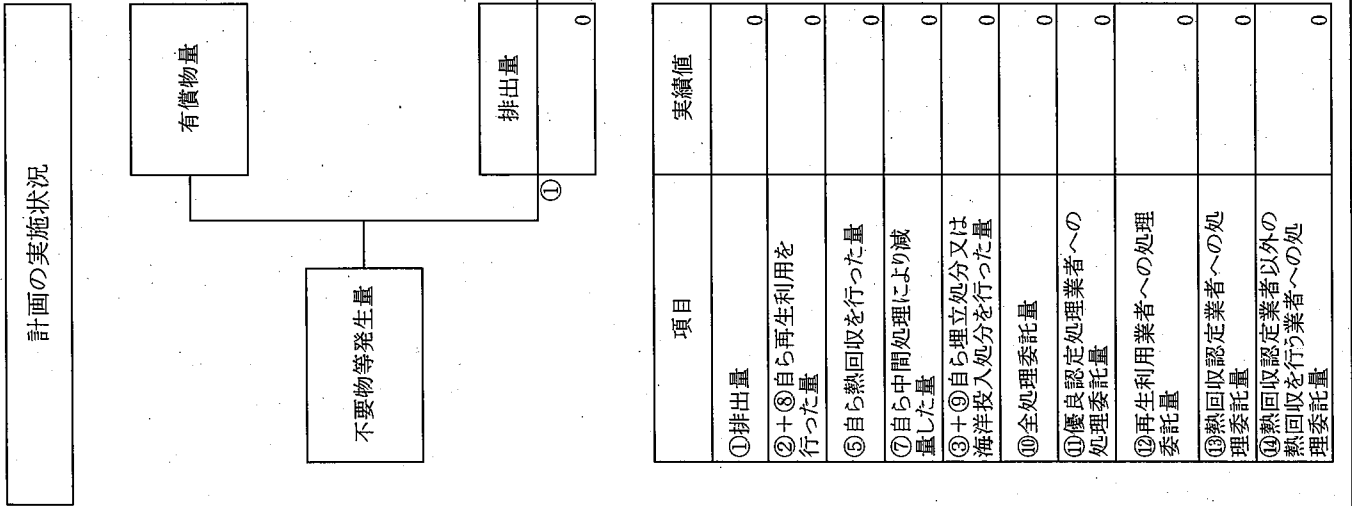 計画の実施状況
有償物量
不要物等発生量
①
排出量
0
項目
実績値
①排出量
0
②+⑧自ら再生利用を
行った量
0
⑤自ら熱回収を行った量
0
⑦自ら中間処理により減
量した量
0
③+⑨自ら埋立処分又は
海洋投入処分を行った量
0
⑩全処理委託量
0
⑪優良認定処理業者への
処理委託量
0
⑫再生利用業者への処理
委託量
0
⑬熱回収認定業者への処
理委託量
0
⑭熱回収認定業者以外の
熱回収を行う業者への処
理委託量
0